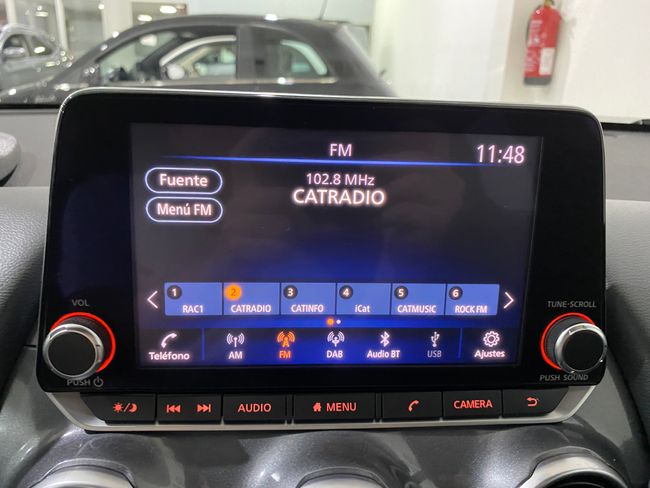 FM
11:48
Fuente
102.8 MHz
Menú FM
CATRADIO
1 2 3 4 5 6
RAC1 CATRADIO CATINFO iCat CATMUSIC ROCK FM
VOL
TUNE·SCROLL
Teléfono AM FM DAB Audio BT USB Ajustes
PUSH
PUSH SOUND
AUDIO MENU CAMERA